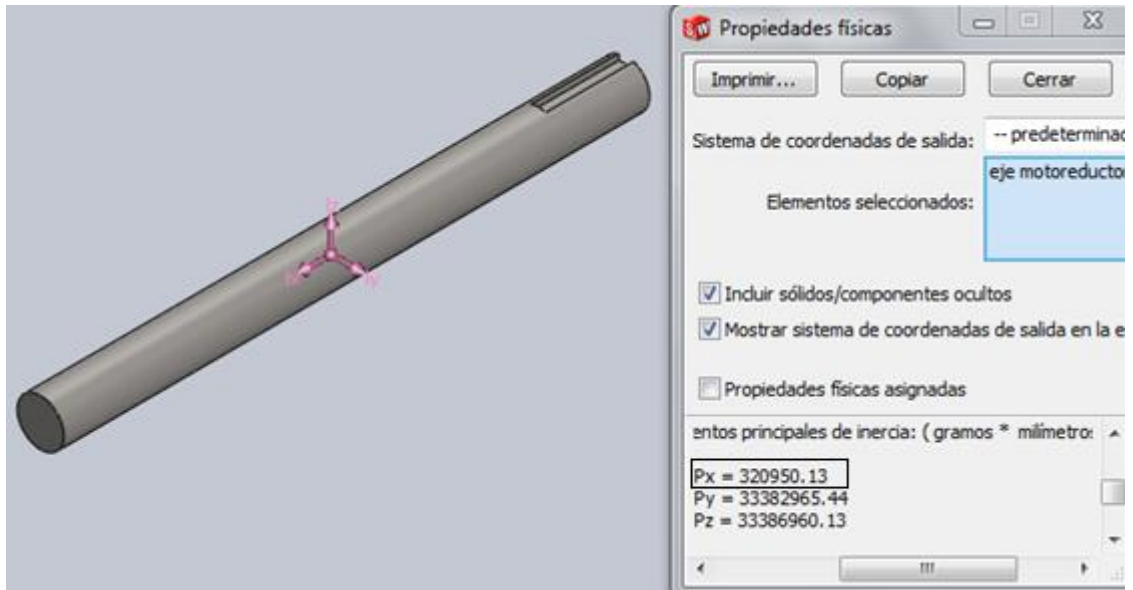 Propiedades físicas
Imprimir... Copiar Cerrar
Sistema de coordenadas de salida: -- predeterminad
Elementos seleccionados: eje motoreductor
Incluir sólidos/componentes ocultos
Mostrar sistema de coordenadas de salida en la e
Propiedades físicas asignadas
entos principales de inercia: ( gramos * milímetros
Px = 320950.13
Py = 33382965.44
Pz = 33386960.13